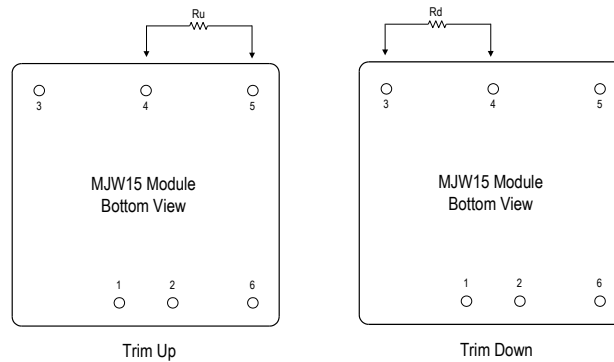 Ru
3 4 5
MJW15 Module
Bottom View
1 2 6
Trim Up
Rd
3 4 5
MJW15 Module
Bottom View
1 2 6
Trim Down